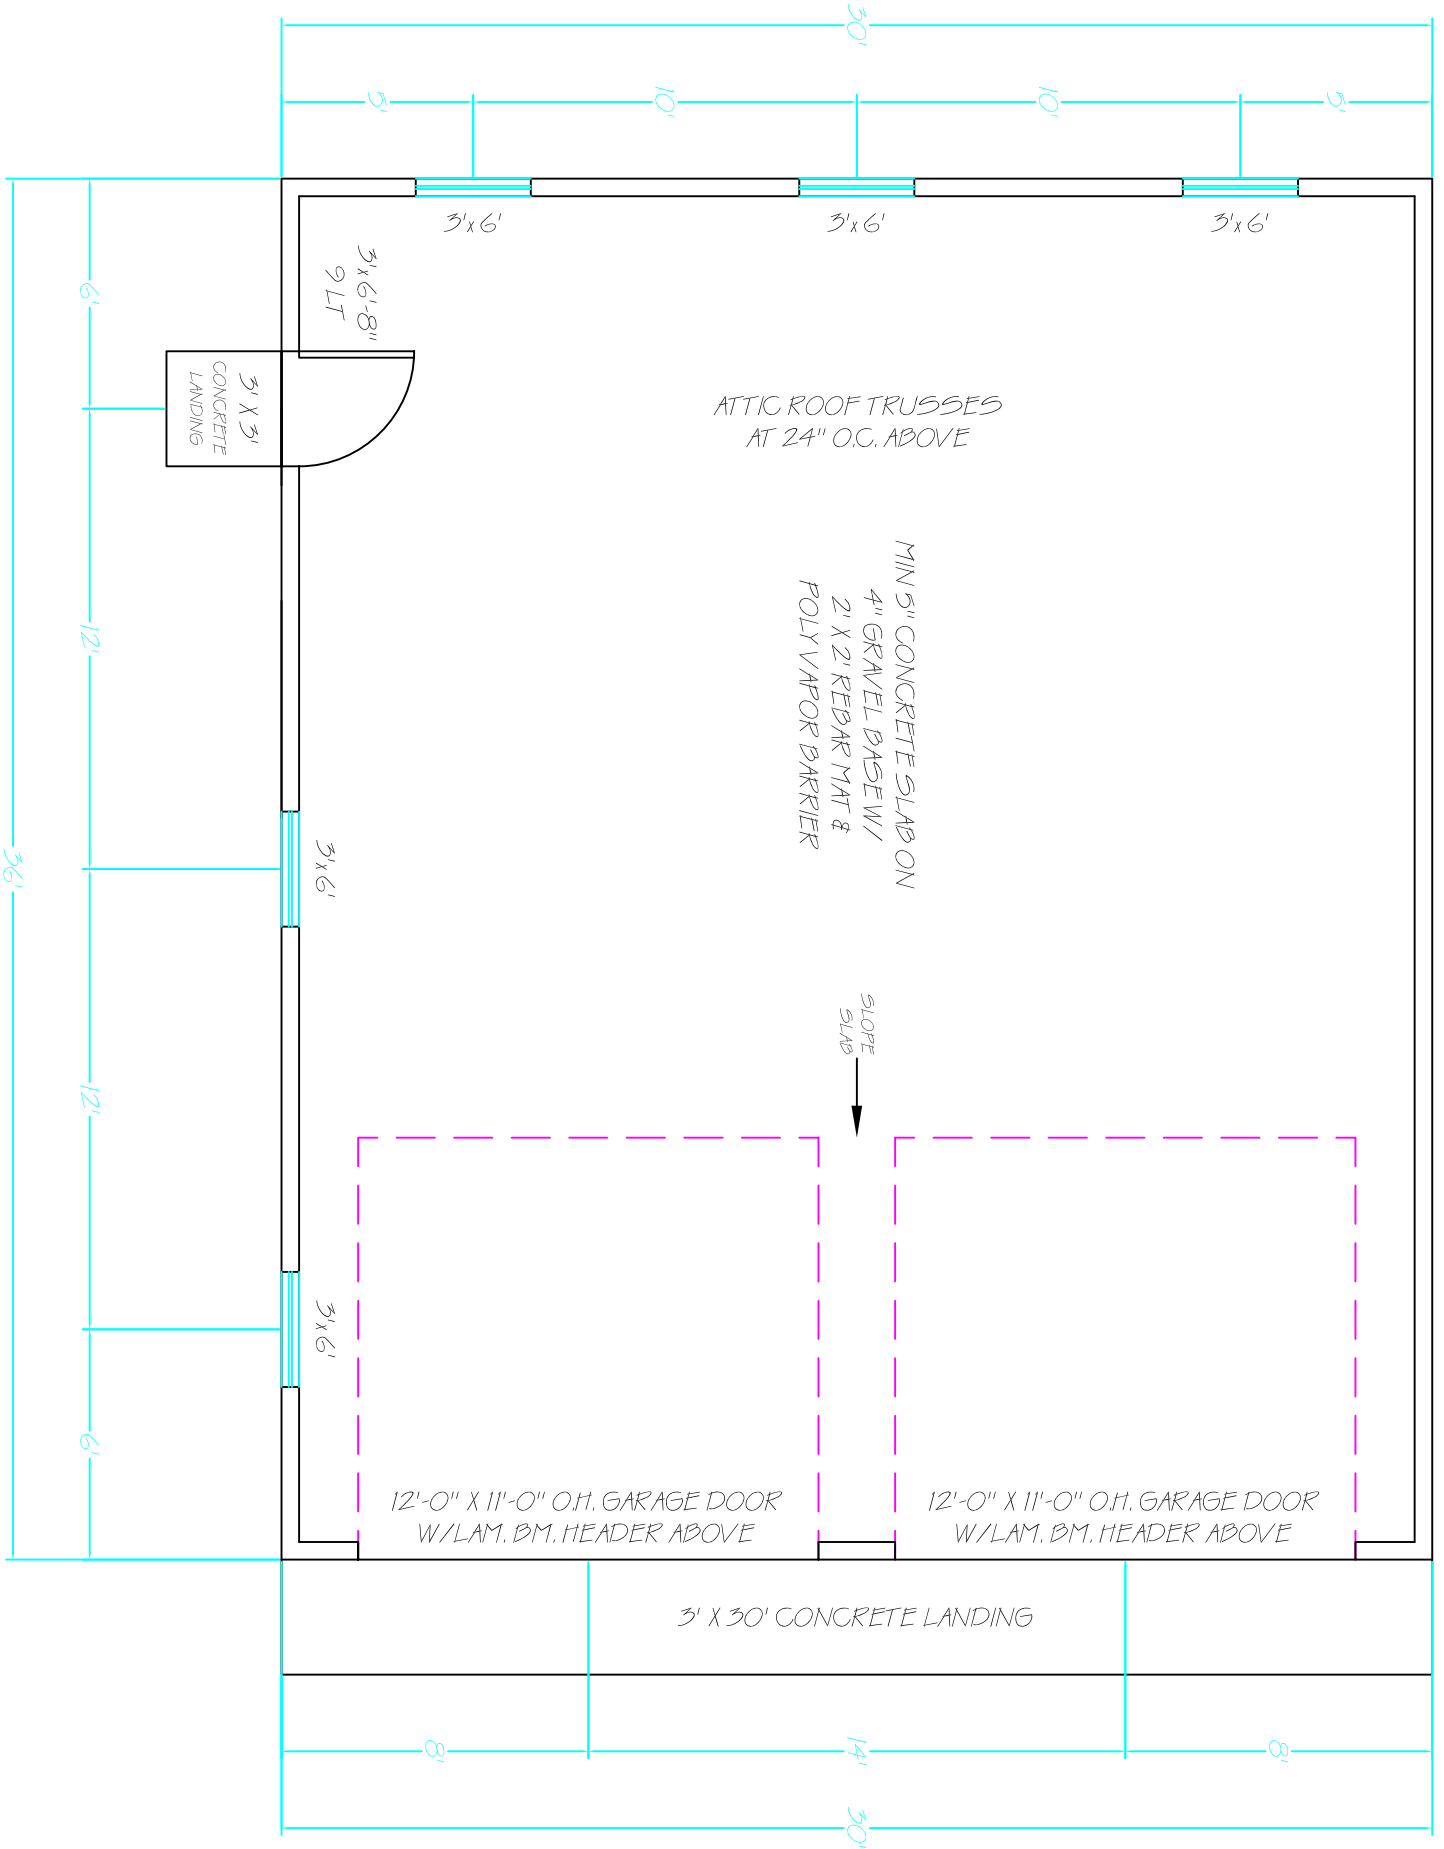 30'
5'
10'
10'
5'
3'x6'
3'x6'
3'x6'
3'x6'-8"
9 LT
6'
3' X 3'
CONCRETE
LANDING
ATTIC ROOF TRUSSES
AT 24" O.C. ABOVE
MIN 5" CONCRETE SLAB ON
4" GRAVEL BASE W/
2' X 2' REBAR MAT &
POLY VAPOR BARRIER
12'
36'
3'x6'
SLOPE
SLAB
12'
3'x6'
6'
12'-0" X 11'-0" O.H. GARAGE DOOR
W/LAM. BM. HEADER ABOVE
12'-0" X 11'-0" O.H. GARAGE DOOR
W/LAM. BM. HEADER ABOVE
3' X 30' CONCRETE LANDING
8'
14'
8'
30'